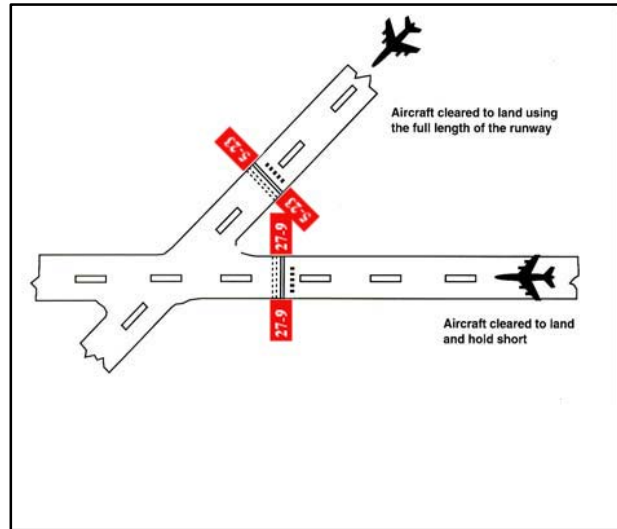 Aircraft cleared to land using
the full length of the runway
5-23
5-23
27-9
27-9
Aircraft cleared to land
and hold short